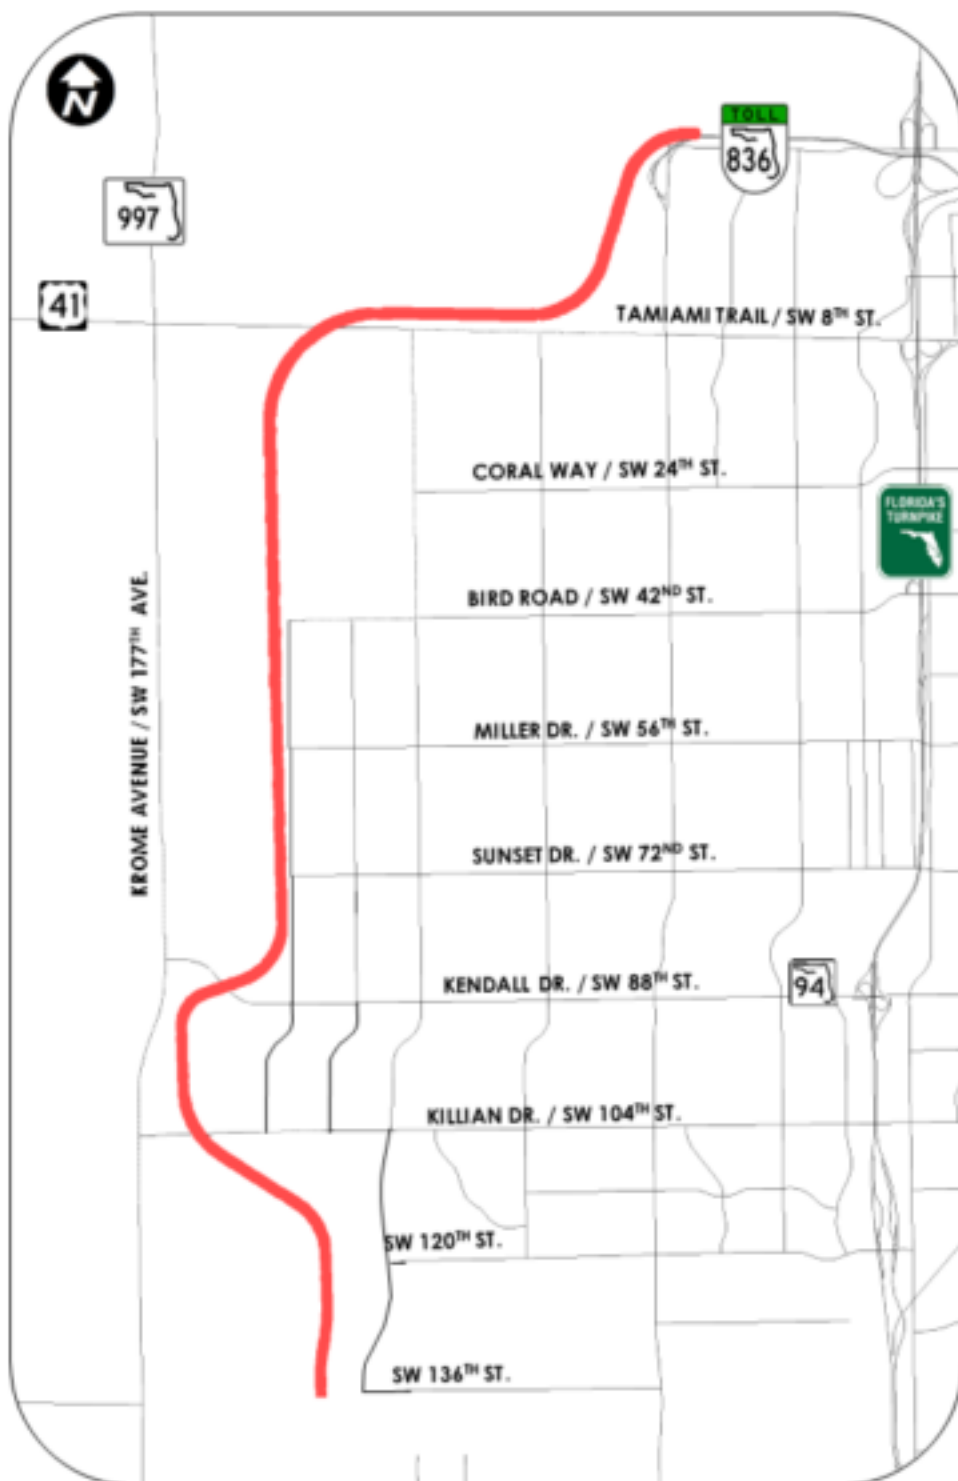 N
TOLL
836
997
41
TAMIAMI TRAIL / SW 8TH ST.
CORAL WAY / SW 24TH ST.
FLORIDA'S
TURNPIKE
BIRD ROAD / SW 42ND ST.
KROME AVENUE / SW 177TH AVE.
MILLER DR. / SW 56TH ST.
SUNSET DR. / SW 72ND ST.
KENDALL DR. / SW 88TH ST.
94
KILLIAN DR. / SW 104TH ST.
SW 120TH ST.
SW 136TH ST.